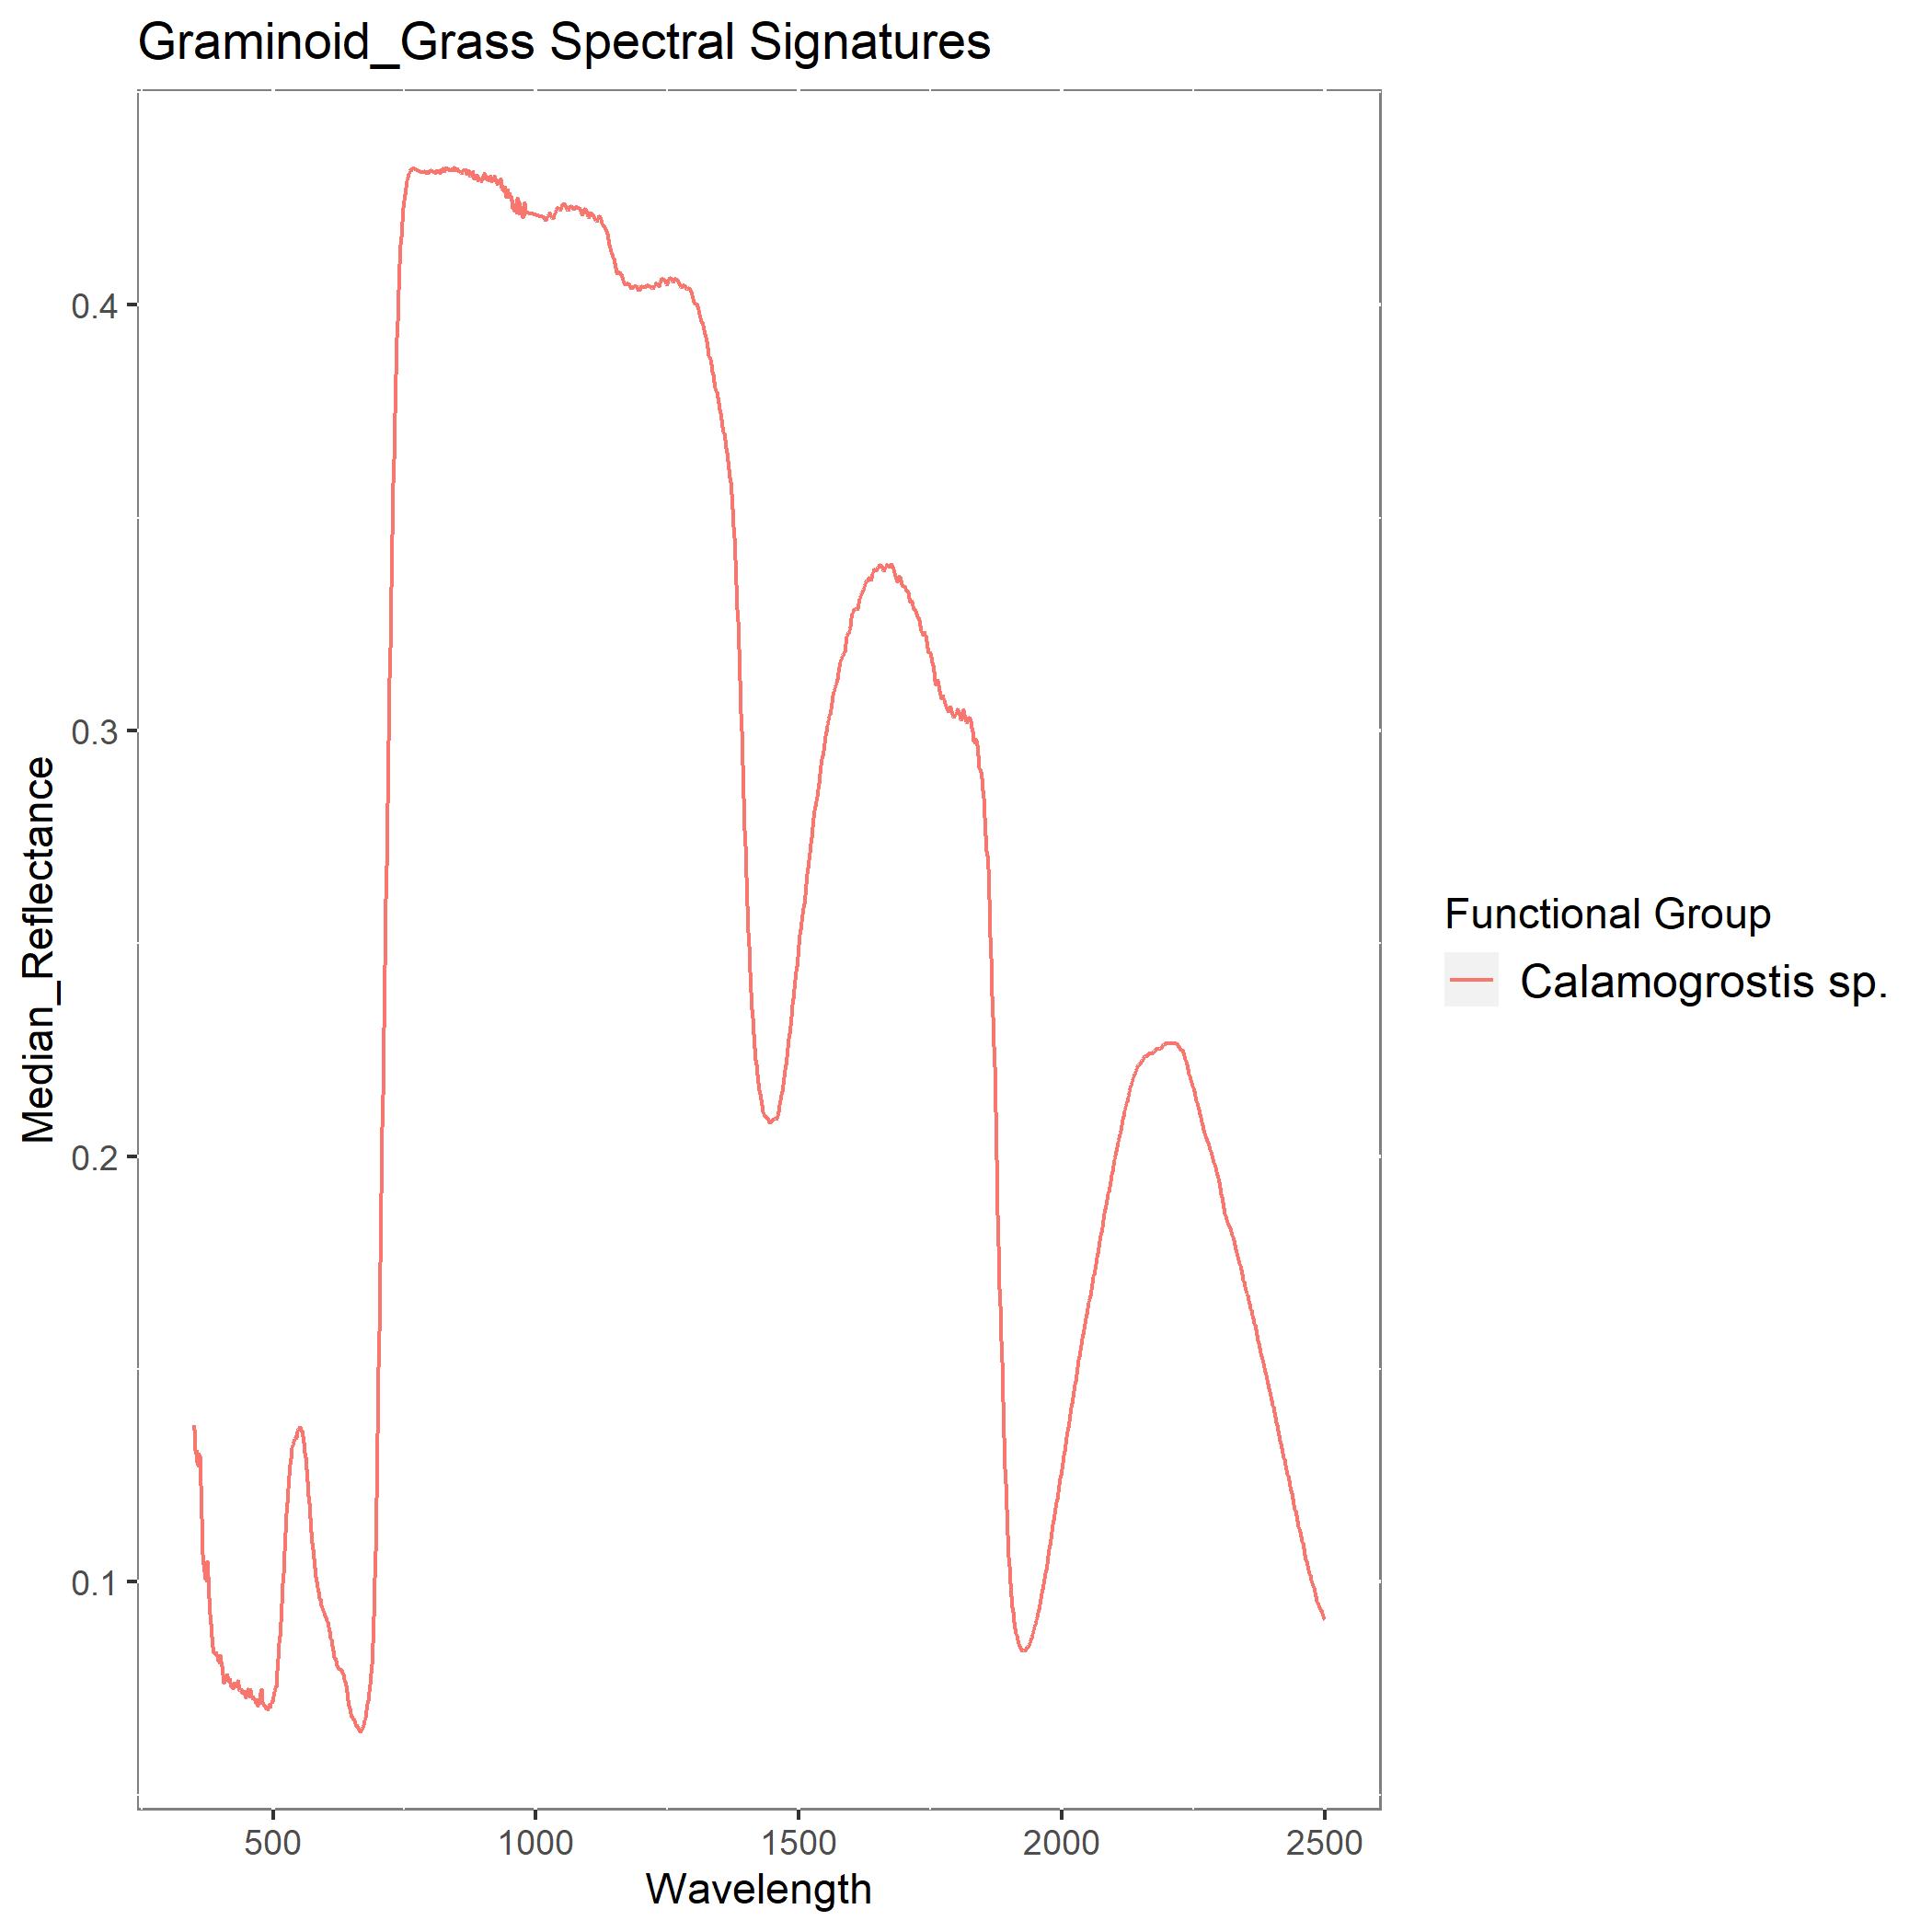 Graminoid_Grass Spectral Signatures
Median_Reflectance
0.4
0.3
0.2
0.1
500 1000 1500 2000 2500
Wavelength
Functional Group
Calamogrostis sp.